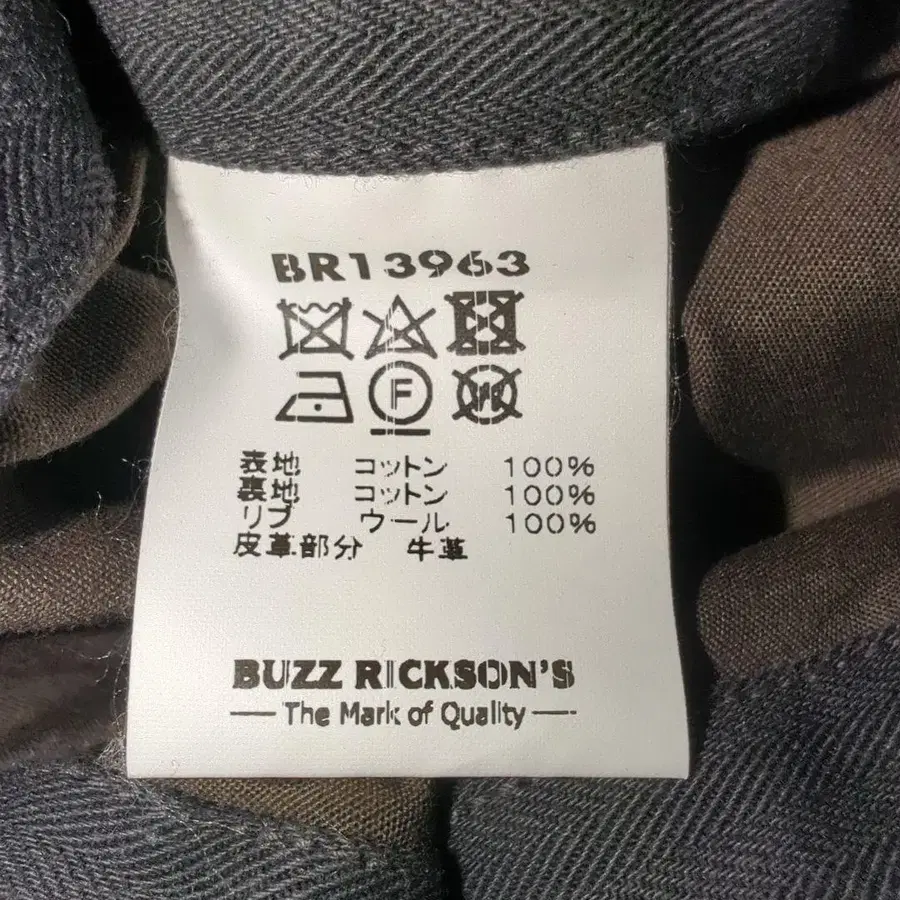 BR13963
F
W
表地 コットン 100%
裏地 コットン 100%
リブ ウール 100%
皮革部分 牛革
BUZZ RICKSON'S
The Mark of Quality